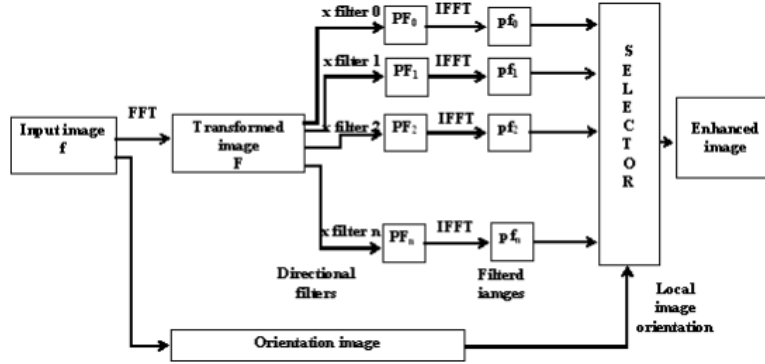 x filter 0
PF0
IFFT
pf0
x filter 1
PF1
IFFT
pf1
FFT
Input image
f
Transformed
image
F
x filter 2
PF2
IFFT
pf2
x filter n
PFn
IFFT
pfn
S
E
L
E
C
T
O
R
Enhanced
image
Directional
filters
Filterd
iamges
Local
image
orientation
Orientation image